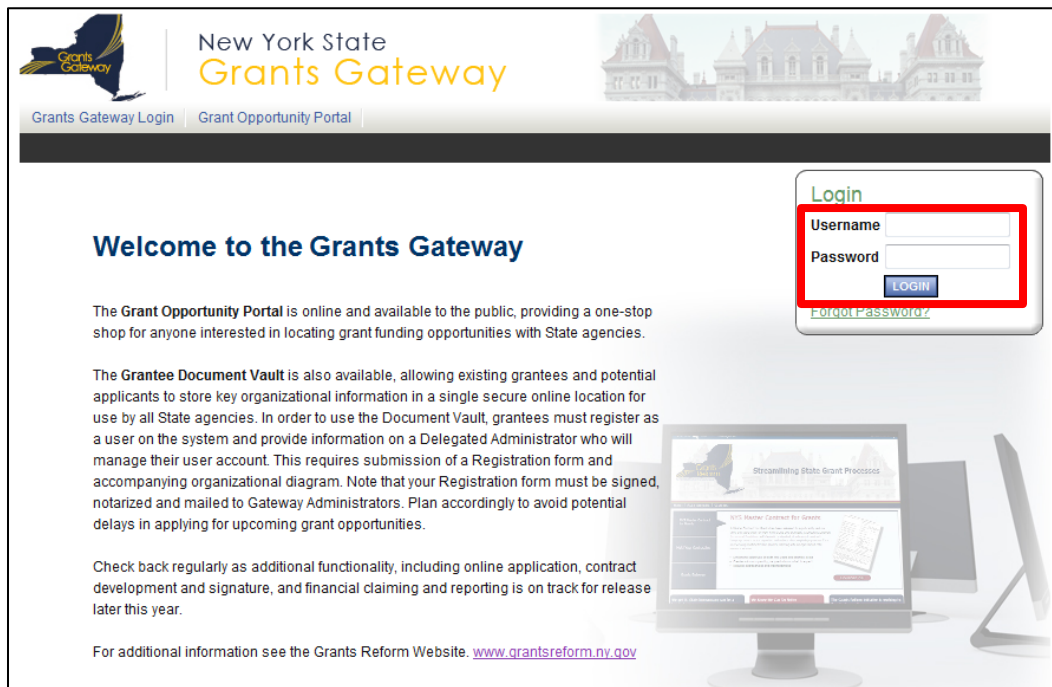 Grants
Gateway
New York State
Grants Gateway
Grants Gateway Login
Grant Opportunity Portal
Login
Username
Password
LOGIN
Forgot Password?
Welcome to the Grants Gateway
The Grant Opportunity Portal is online and available to the public, providing a one-stop
shop for anyone interested in locating grant funding opportunities with State agencies.
The Grantee Document Vault is also available, allowing existing grantees and potential
applicants to store key organizational information in a single secure online location for
use by all State agencies. In order to use the Document Vault, grantees must register as
a user on the system and provide information on a Delegated Administrator who will
manage their user account. This requires submission of a Registration form and
accompanying organizational diagram. Note that your Registration form must be signed,
notarized and mailed to Gateway Administrators. Plan accordingly to avoid potential
delays in applying for upcoming grant opportunities.
Check back regularly as additional functionality, including online application, contract
development and signature, and financial claiming and reporting is on track for release
later this year.
For additional information see the Grants Reform Website. www.grantsreform.ny.gov
Streamlining State Grant Processes
NYS Master Contract for Grants